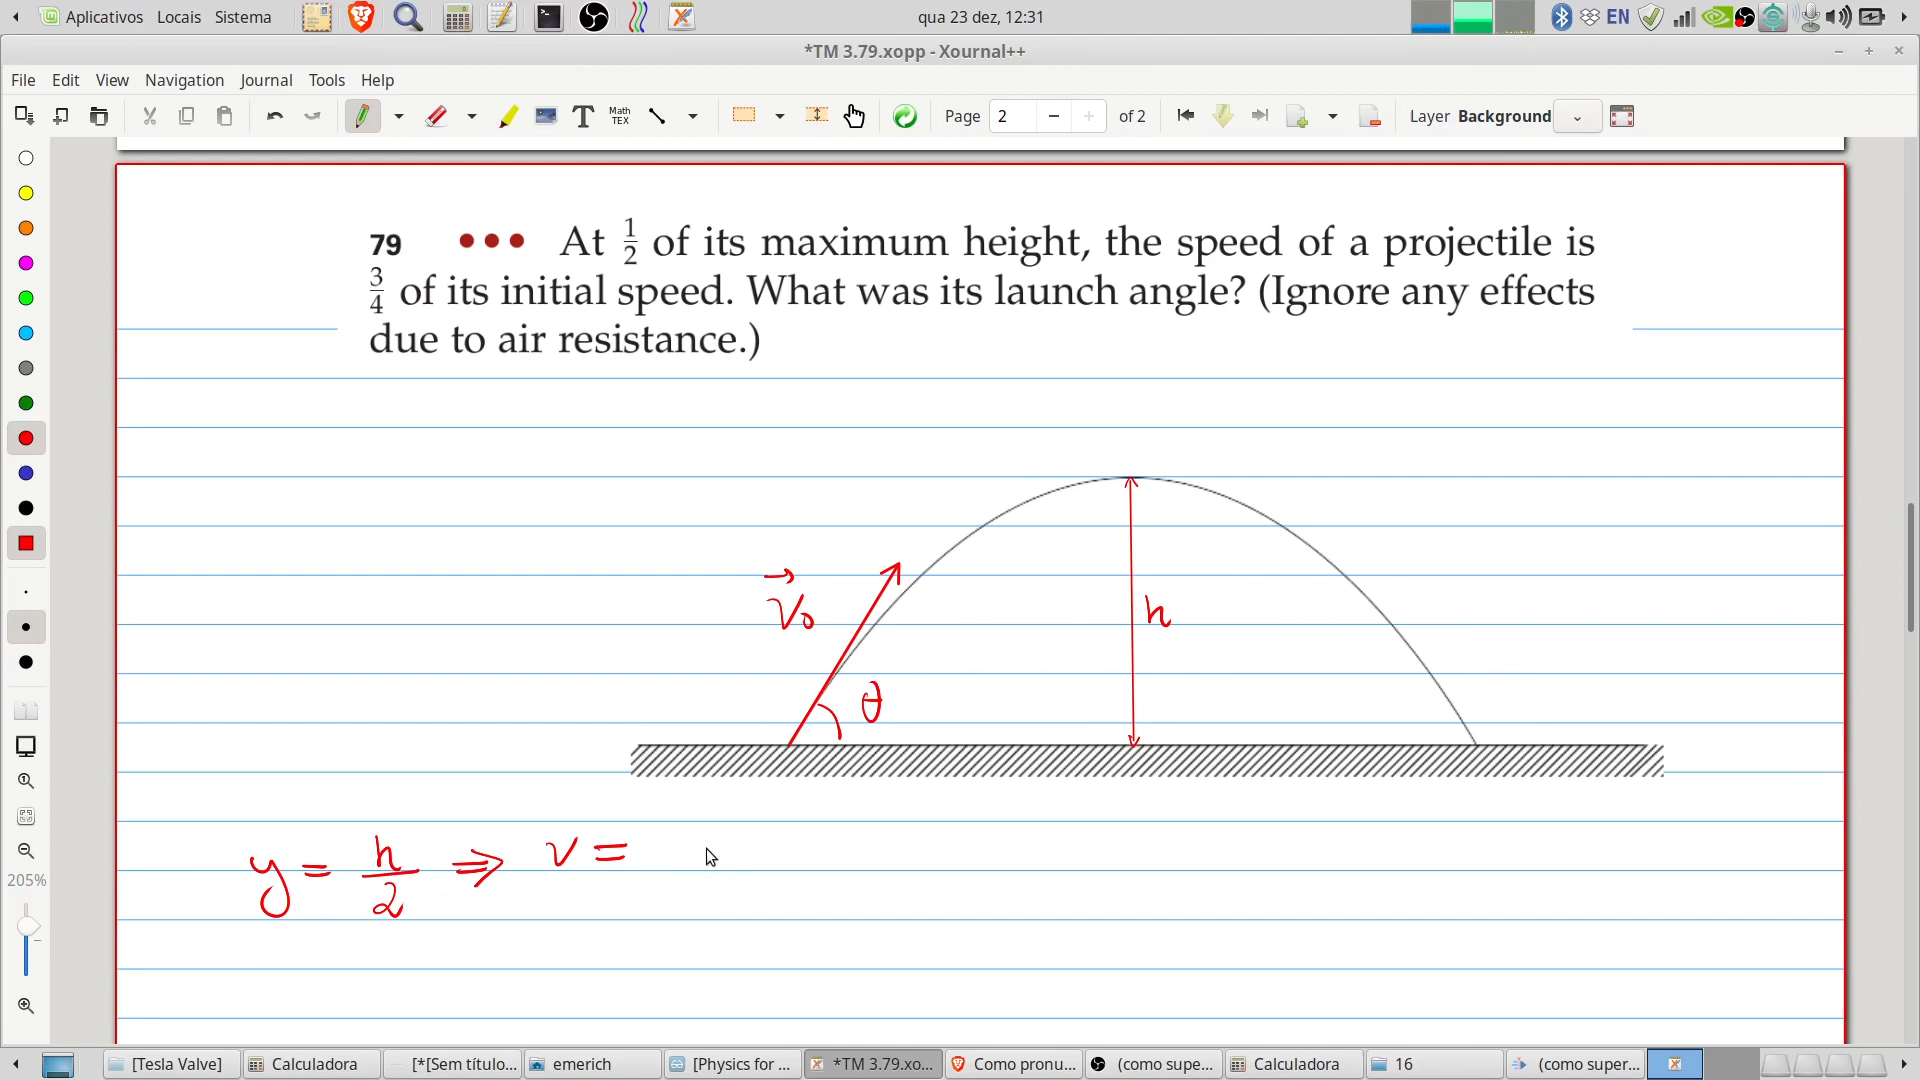 Aplicativos Locais Sistema qua 23 dez, 12:31 EN
*TM 3.79.xopp - Xournal++
File Edit View Navigation Journal Tools Help
Math TEX Page 2 of 2 Layer Background
79 ••• At 1/2 of its maximum height, the speed of a projectile is
3/4 of its initial speed. What was its launch angle? (Ignore any effects
due to air resistance.)
V₀
h
θ
y = h/2 ⇒ v =
205%
[Tesla Valve] Calculadora [*[Sem título... emerich [Physics for ... *TM 3.79.xo... Como pronu... (como supe... Calculadora 16 (como super...